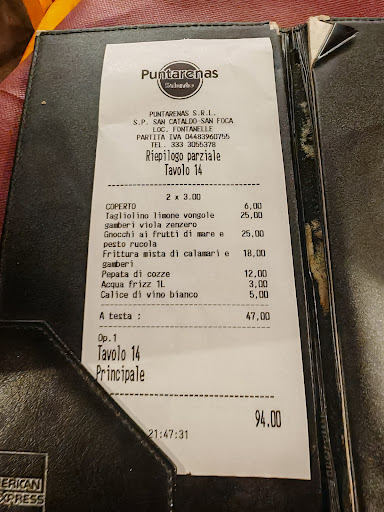 Puntarenas
PUNTARENAS S.R.L.
S.P. SAN CATALDO-SAN FOCA
LOC. FONTANELLE
PARTITA IVA 04483960755
TEL. 333 3055378
Riepilogo parziale
Tavolo 14
2 x 3.00
COPERTO 6,00
Tagliolino limone vongole 25,00
gamberi viola zenzero
Gnocchi ai frutti di mare e 25,00
pesto rucola
Frittura mista di calamari e 18,00
gamberi
Pepata di cozze 12,00
Acqua frizz 1L 3,00
Calice di vino bianco 5,00
A testa : 47,00
Op.1
Tavolo 14
Principale
94.00
21:47:31
ERICAN
XPRESS